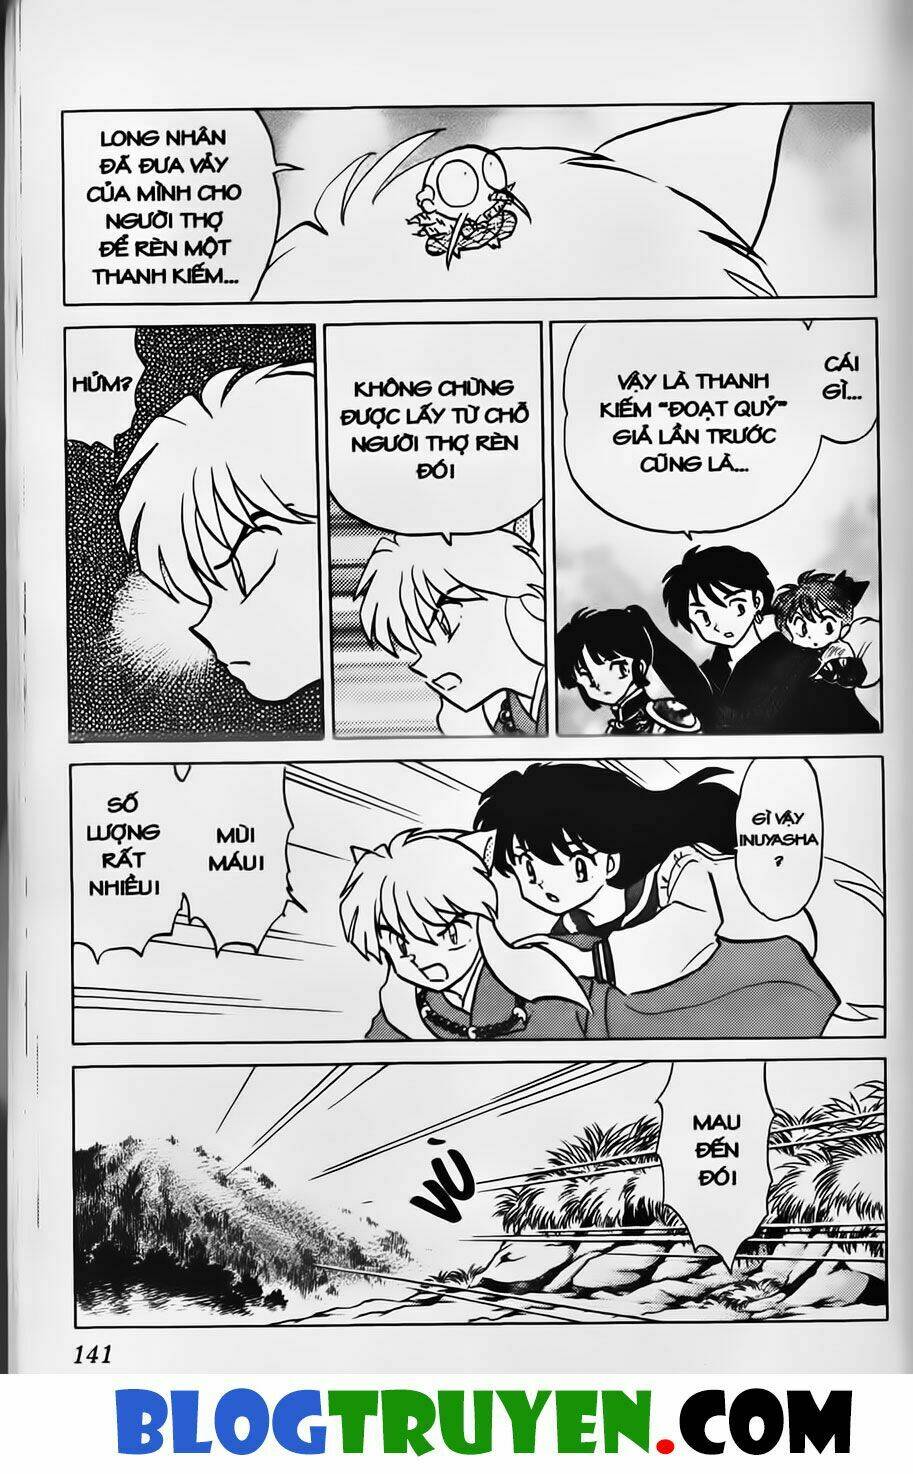 LONG NHÂN
ĐÃ ĐƯA VẢY
CỦA MÌNH CHO
NGƯỜI THỢ
ĐỂ RÈN MỘT
THANH KIẾM...
CÁI
GÌ...
VẬY LÀ THANH
KIẾM "ĐOẠT QUỶ"
GIẢ LẦN TRƯỚC
CŨNG LÀ...
KHÔNG CHỪNG
ĐƯỢC LẤY TỪ CHỖ
NGƯỜI THỢ RÈN
ĐÓ!
HỬM?
GÌ VẬY
INUYASHA
?
MÙI
MÁU!
SỐ
LƯỢNG
RẤT
NHIỀU!
MAU
ĐẾN
ĐÓ!
VÙ
141
BLOGTRUYEN.COM